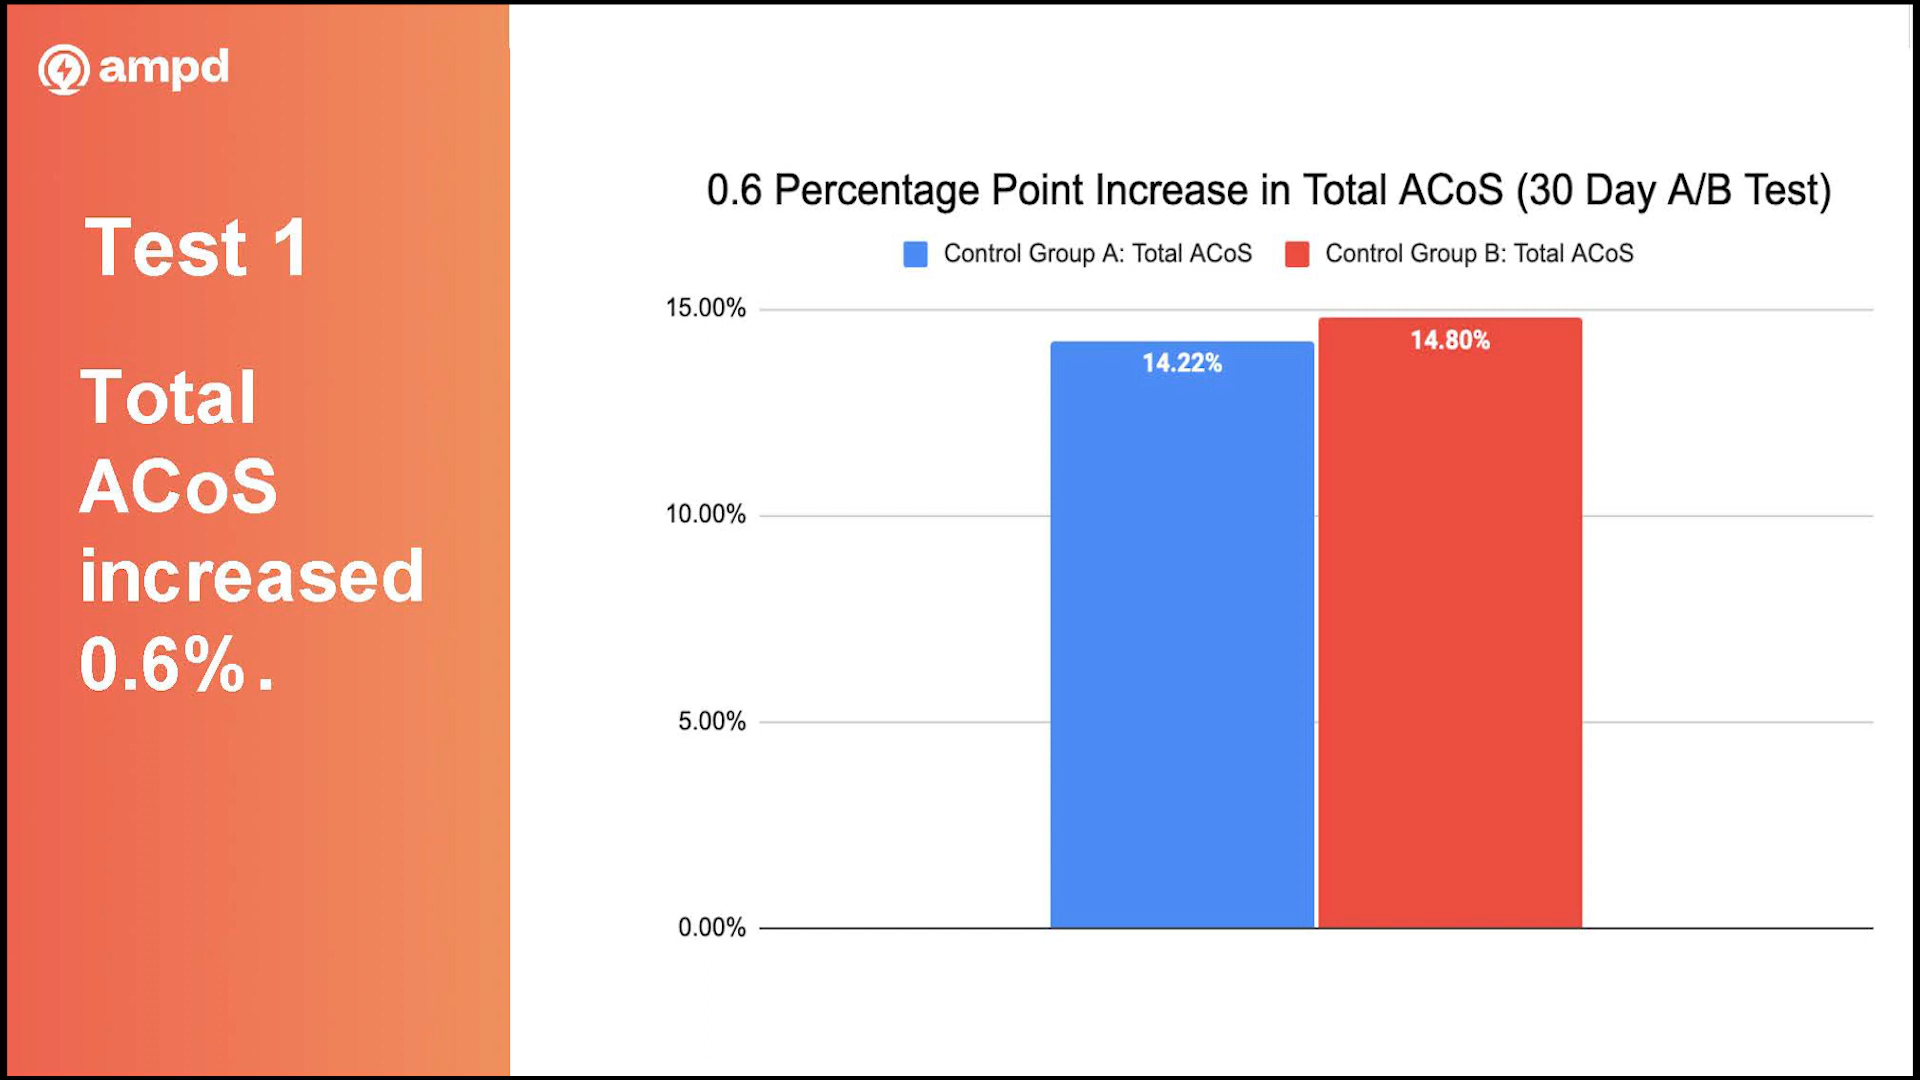 ampd
Test 1
Total
ACoS
increased
0.6%.
0.6 Percentage Point Increase in Total ACoS (30 Day A/B Test)
Control Group A: Total ACoS
Control Group B: Total ACoS
15.00%
14.22%
14.80%
10.00%
5.00%
0.00%